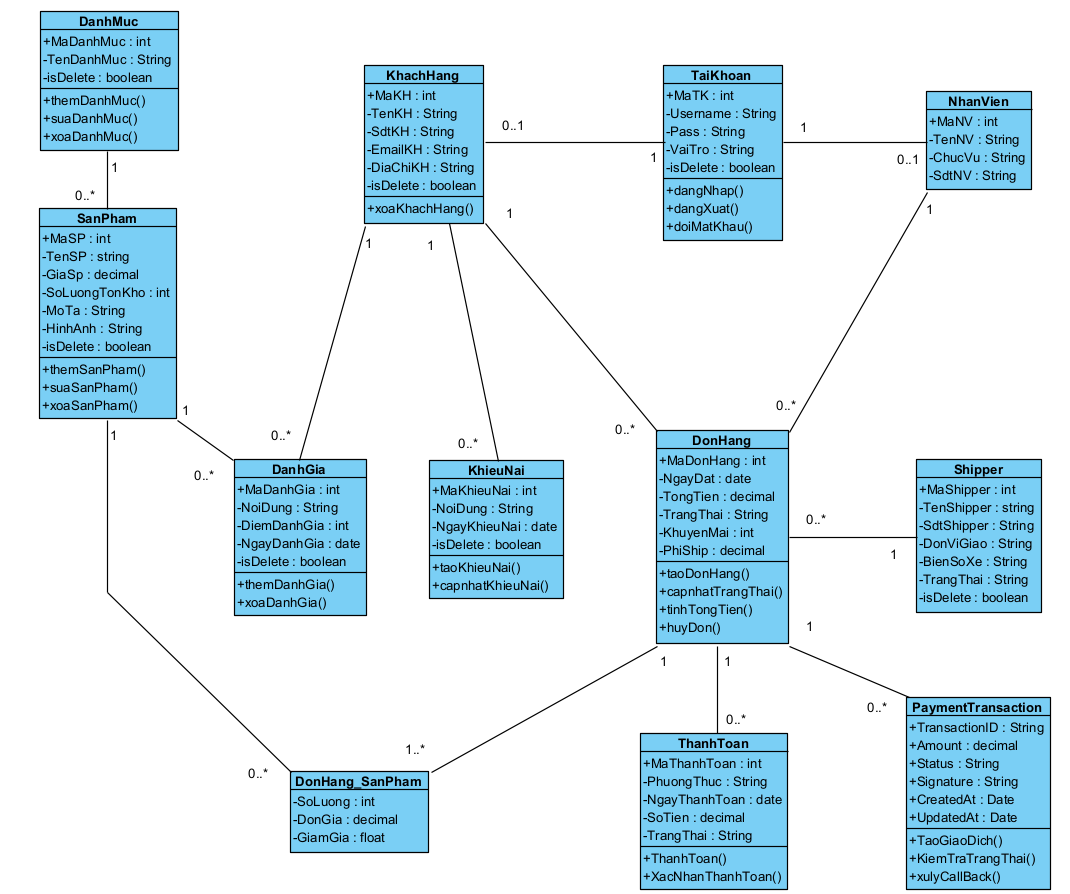 DanhMuc
+MaDanhMuc : int
-TenDanhMuc : String
-isDelete : boolean
+themDanhMuc()
+suaDanhMuc()
+xoaDanhMuc()
1
0..*
SanPham
+MaSP : int
-TenSP : string
-GiaSp : decimal
-SoLuongTonKho : int
-MoTa : String
-HinhAnh : String
-isDelete : boolean
+themSanPham()
+suaSanPham()
+xoaSanPham()
1
1
0..*
KhachHang
+MaKH : int
-TenKH : String
-SdtKH : String
-EmailKH : String
-DiaChiKH : String
-isDelete : boolean
+xoaKhachHang()
0..1
1
1
1
1
TaiKhoan
+MaTK : int
-Username : String
-Pass : String
-VaiTro : String
-isDelete : boolean
+dangNhap()
+dangXuat()
+doiMatKhau()
1
0..1
NhanVien
+MaNV : int
-TenNV : String
-ChucVu : String
-SdtNV : String
1
0..*
0..*
0..*
0..*
DanhGia
+MaDanhGia : int
-NoiDung : String
-DiemDanhGia : int
-NgayDanhGia : date
-isDelete : boolean
+themDanhGia()
+xoaDanhGia()
KhieuNai
+MaKhieuNai : int
-NoiDung : String
-NgayKhieuNai : date
-isDelete : boolean
+taoKhieuNai()
+capnhatKhieuNai()
DonHang
+MaDonHang : int
-NgayDat : date
-TongTien : decimal
-TrangThai : String
-KhuyenMai : int
-PhiShip : decimal
+taoDonHang()
+capnhatTrangThai()
+tinhTongTien()
+huyDon()
0..*
1
Shipper
+MaShipper : int
-TenShipper : string
-SdtShipper : String
-DonViGiao : String
-BienSoXe : String
-TrangThai : String
-isDelete : boolean
1
1
1
0..*
1..*
0..*
0..*
DonHang_SanPham
-SoLuong : int
-DonGia : decimal
-GiamGia : float
ThanhToan
+MaThanhToan : int
-PhuongThuc : String
-NgayThanhToan : date
-SoTien : decimal
-TrangThai : String
+ThanhToan()
+XacNhanThanhToan()
PaymentTransaction
+TransactionID : String
+Amount : decimal
+Status : String
+Signature : String
+CreatedAt : Date
+UpdatedAt : Date
+TaoGiaoDich()
+KiemTraTrangThai()
+xulyCallBack()